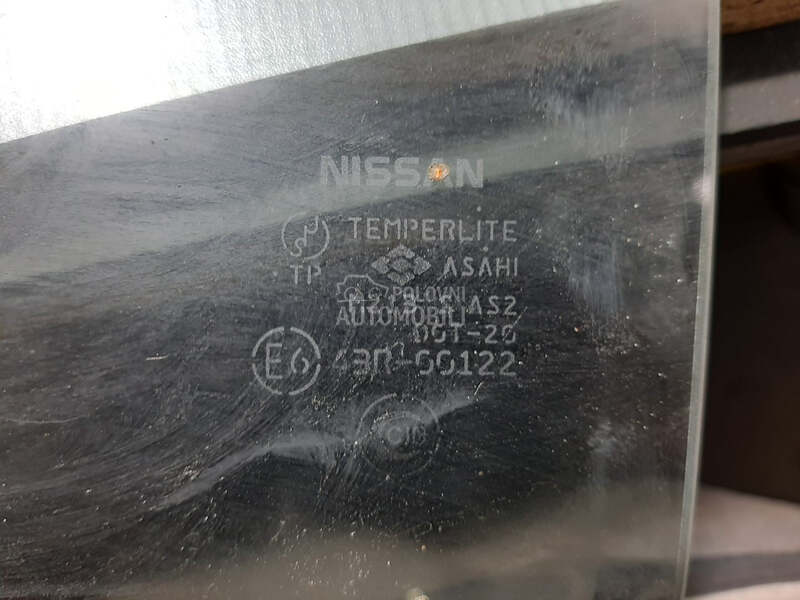 NISSAN
TEMPERLITE
TP
ASAHI
POLOVNI
AS2
AUTOMOBILI
DOT-20
E6
43R-00122